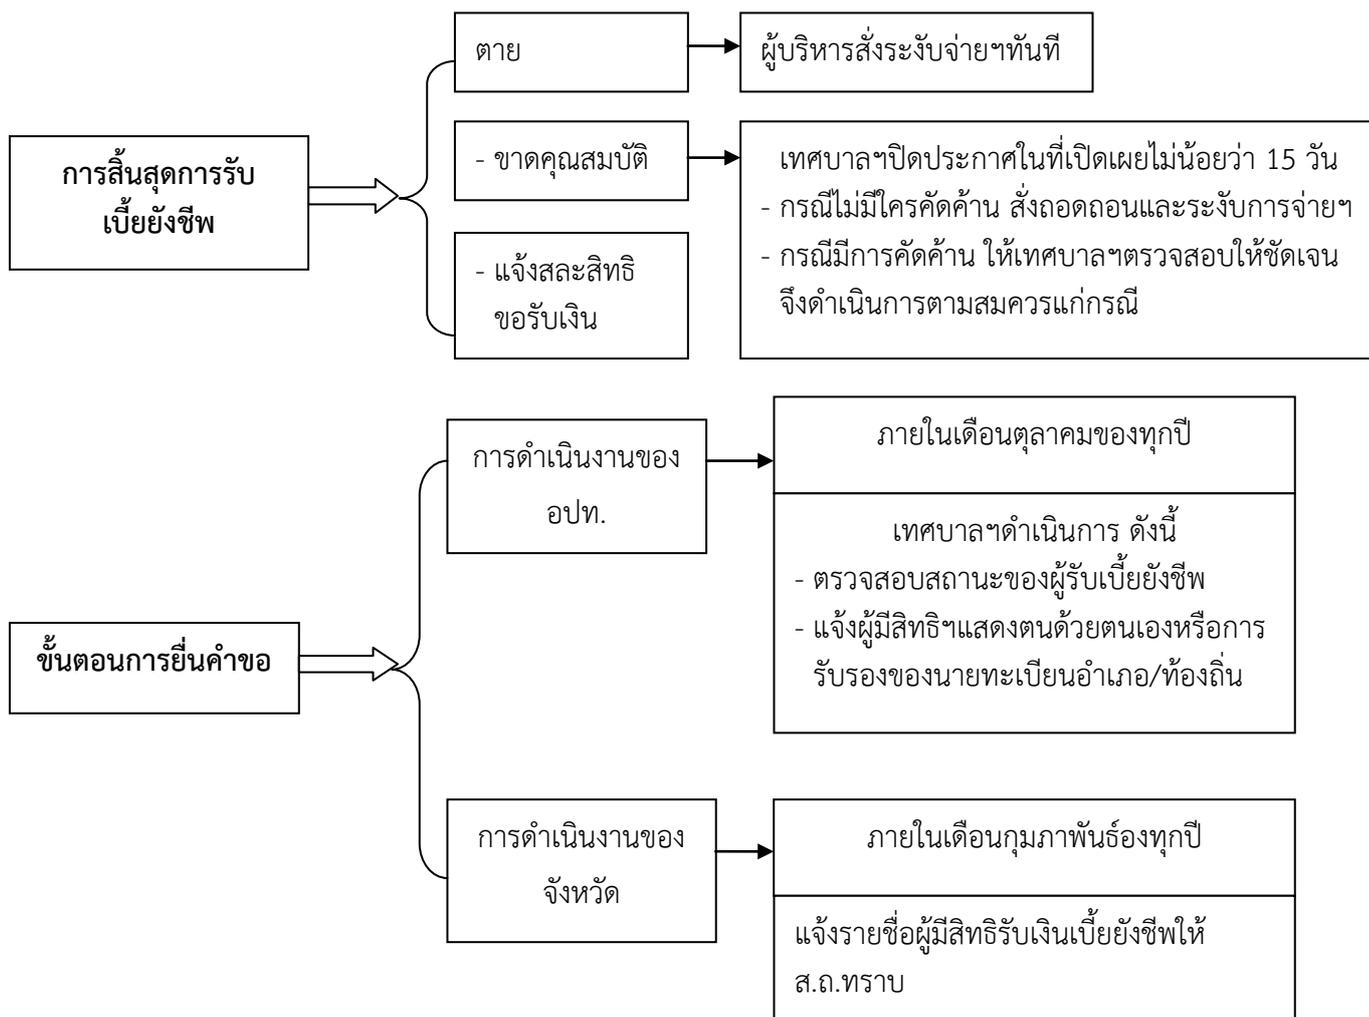 ตาย
ผู้บริหารสั่งระงับจ่ายฯทันที
การสิ้นสุดการรับ
เบี้ยยังชีพ
- ขาดคุณสมบัติ
เทศบาลฯปิดประกาศในที่เปิดเผยไม่น้อยว่า 15 วัน
- กรณีไม่มีใครคัดค้าน สั่งถอดถอนและระงับการจ่ายฯ
- กรณีมีการคัดค้าน ให้เทศบาลฯตรวจสอบให้ชัดเจน
จึงดำเนินการตามสมควรแก่กรณี
- แจ้งสละสิทธิ
ขอรับเงิน
ขั้นตอนการยื่นคำขอ
การดำเนินงานของ
อปท.
ภายในเดือนตุลาคมของทุกปี
เทศบาลฯดำเนินการ ดังนี้
- ตรวจสอบสถานะของผู้รับเบี้ยยังชีพ
- แจ้งผู้มีสิทธิฯแสดงตนด้วยตนเองหรือการ
รับรองของนายทะเบียนอำเภอ/ท้องถิ่น
การดำเนินงานของ
จังหวัด
ภายในเดือนกุมภาพันธ์องทุกปี
แจ้งรายชื่อผู้มีสิทธิรับเงินเบี้ยยังชีพให้
ส.ถ.ทราบ